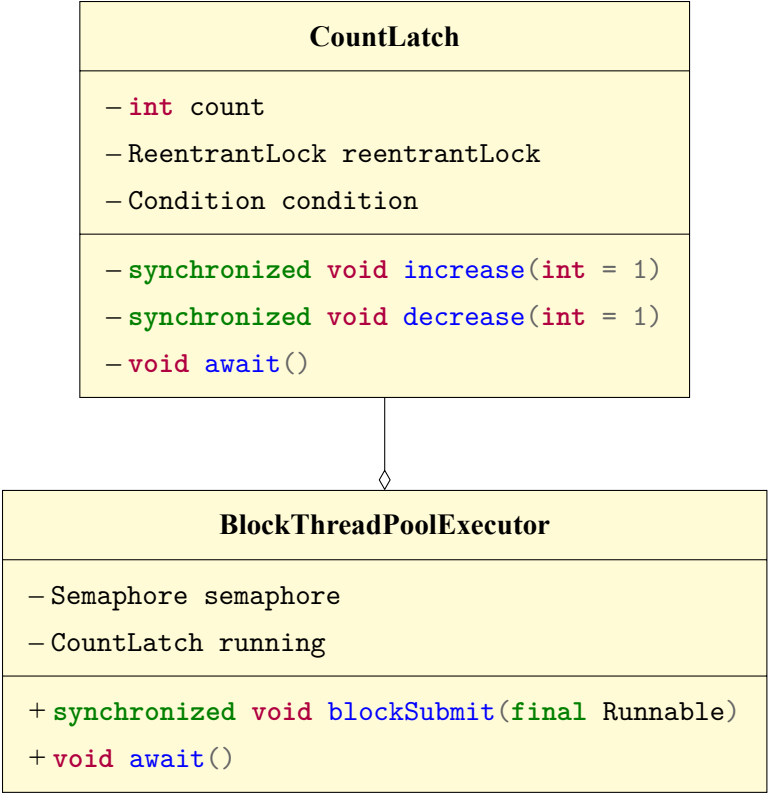 CountLatch
− int count
− ReentrantLock reentrantLock
− Condition condition
− synchronized void increase(int = 1)
− synchronized void decrease(int = 1)
− void await()
BlockThreadPoolExecutor
− Semaphore semaphore
− CountLatch running
+ synchronized void blockSubmit(final Runnable)
+ void await()